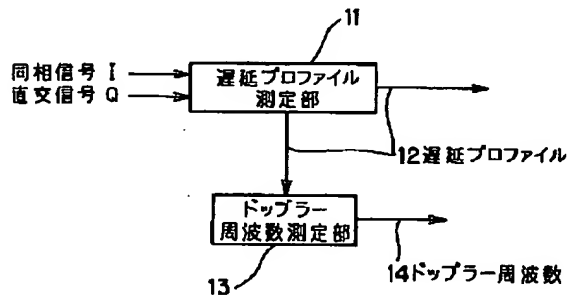 11
同相信号 I
直交信号 Q
遅延プロファイル
測定部
12遅延プロファイル
ドップラー
周波数測定部
13
14ドップラー周波数